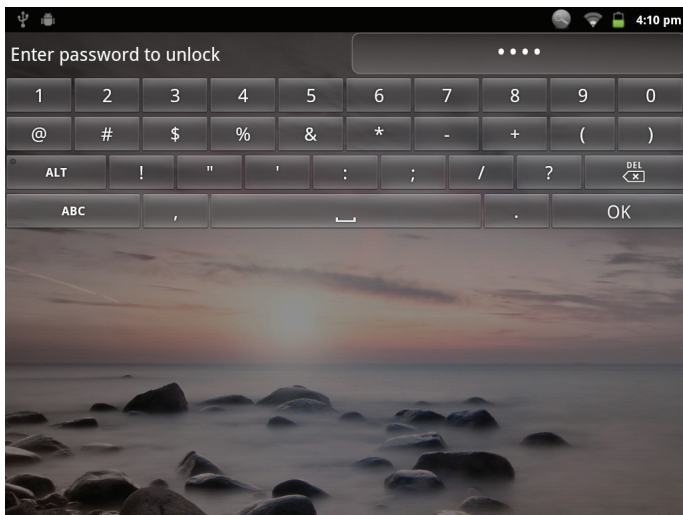 4:10 pm
Enter password to unlock ••••
1 2 3 4 5 6 7 8 9 0
@ # $ % & * - + ( )
ALT ! " ' : ; / ? DEL
ABC , . OK